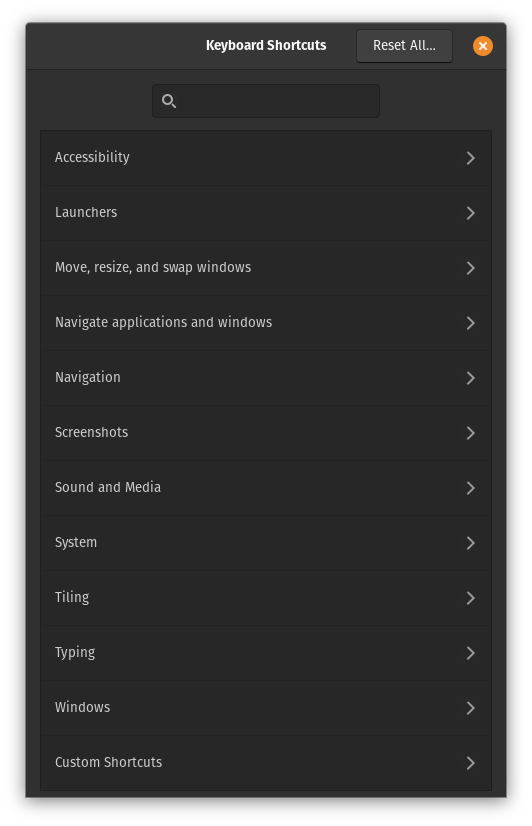 Keyboard Shortcuts
Reset All...
Accessibility
Launchers
Move, resize, and swap windows
Navigate applications and windows
Navigation
Screenshots
Sound and Media
System
Tiling
Typing
Windows
Custom Shortcuts